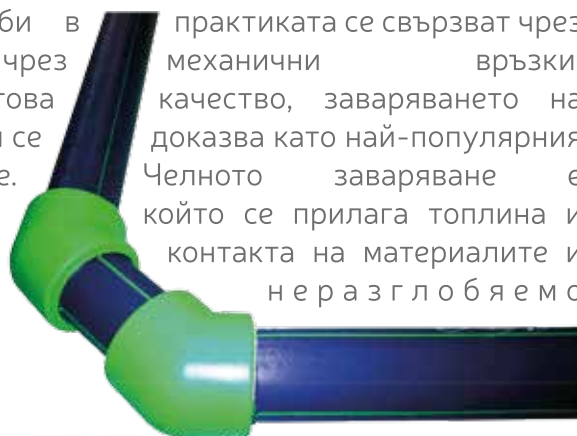 би в практиката се свързват чрез
чрез механични връзки
това качество, заваряването на
и се доказва като най-популярния
е. Челното заваряване е
който се прилага топлина и
контакта на материалите и
неразглобяемо